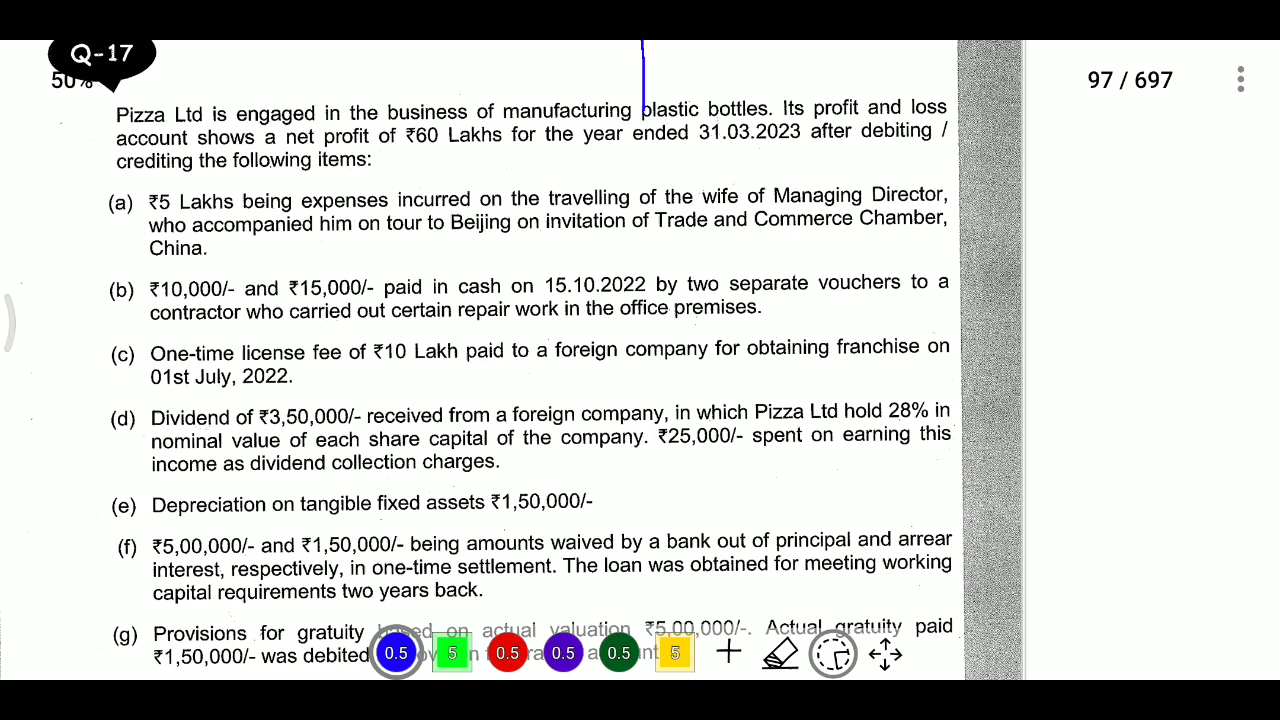 Q-17
50%
97 / 697
Pizza Ltd is engaged in the business of manufacturing plastic bottles. Its profit and loss
account shows a net profit of ₹60 Lakhs for the year ended 31.03.2023 after debiting /
crediting the following items:
(a) ₹5 Lakhs being expenses incurred on the travelling of the wife of Managing Director,
who accompanied him on tour to Beijing on invitation of Trade and Commerce Chamber,
China.
(b) ₹10,000/- and ₹15,000/- paid in cash on 15.10.2022 by two separate vouchers to a
contractor who carried out certain repair work in the office premises.
(c) One-time license fee of ₹10 Lakh paid to a foreign company for obtaining franchise on
01st July, 2022.
(d) Dividend of ₹3,50,000/- received from a foreign company, in which Pizza Ltd hold 28% in
nominal value of each share capital of the company. ₹25,000/- spent on earning this
income as dividend collection charges.
(e) Depreciation on tangible fixed assets ₹1,50,000/-
(f) ₹5,00,000/- and ₹1,50,000/- being amounts waived by a bank out of principal and arrear
interest, respectively, in one-time settlement. The loan was obtained for meeting working
capital requirements two years back.
(g) Provisions for gratuity based on actual valuation ₹5,00,000/-. Actual gratuity paid
₹1,50,000/- was debited
0.5 5 0.5 0.5 0.5 5